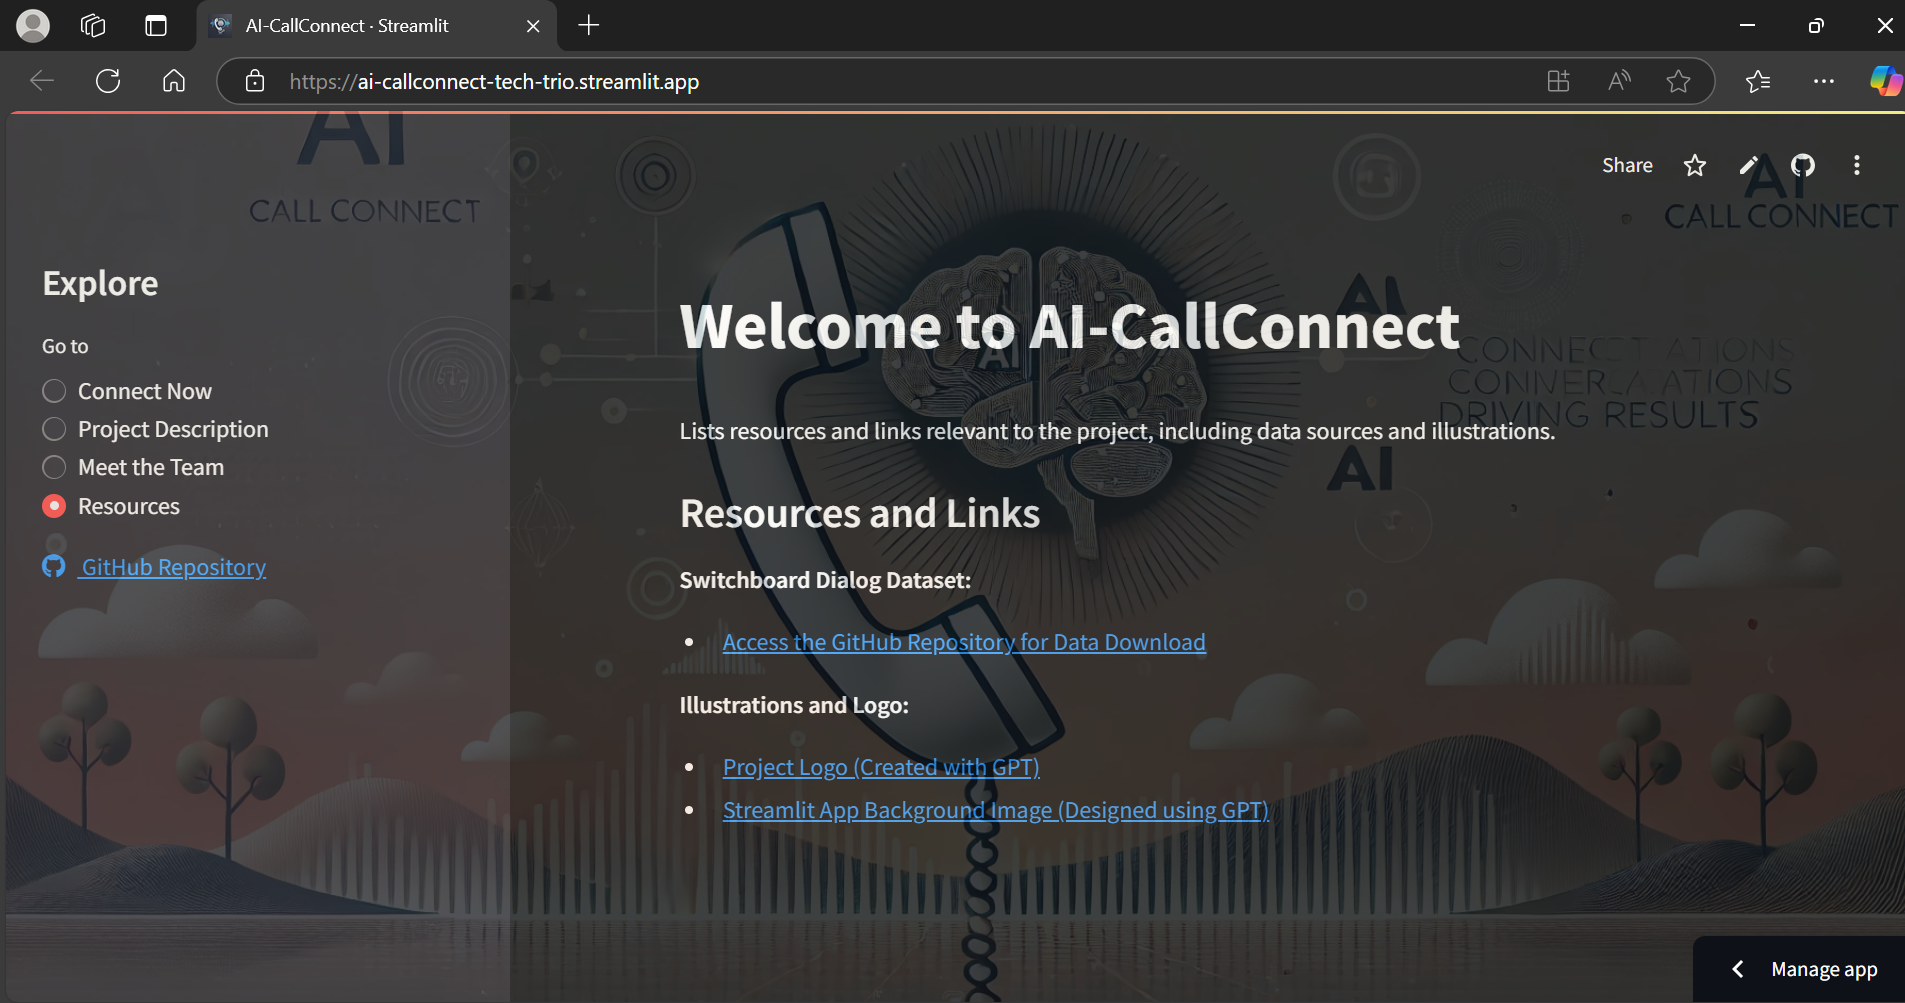 AI-CallConnect · Streamlit
https://ai-callconnect-tech-trio.streamlit.app
AI
CALL CONNECT
Share
AI
CALL CONNECT
Explore
Go to
Connect Now
Project Description
Meet the Team
Resources
GitHub Repository
Welcome to AI-CallConnect
AI
AI
DRIVING RESULTS
Lists resources and links relevant to the project, including data sources and illustrations.
AI
Resources and Links
Switchboard Dialog Dataset:
Access the GitHub Repository for Data Download
Illustrations and Logo:
Project Logo (Created with GPT)
Streamlit App Background Image (Designed using GPT)
Manage app